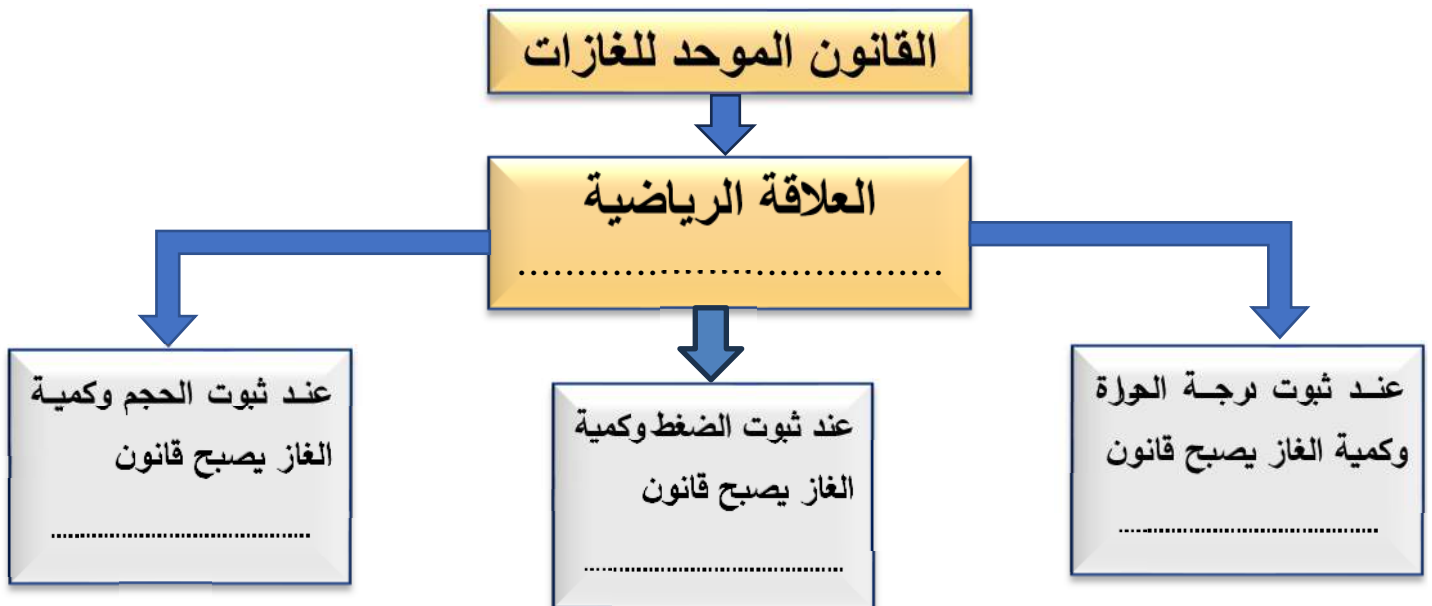 القانون الموحد للغازات
العلاقة الرياضية
......................................
عند ثبوت درجة الحرارة
وكمية الغاز يصبح قانون
......................................
عند ثبوت الضغط وكمية
الغاز يصبح قانون
......................................
عند ثبوت الحجم وكمية
الغاز يصبح قانون
......................................